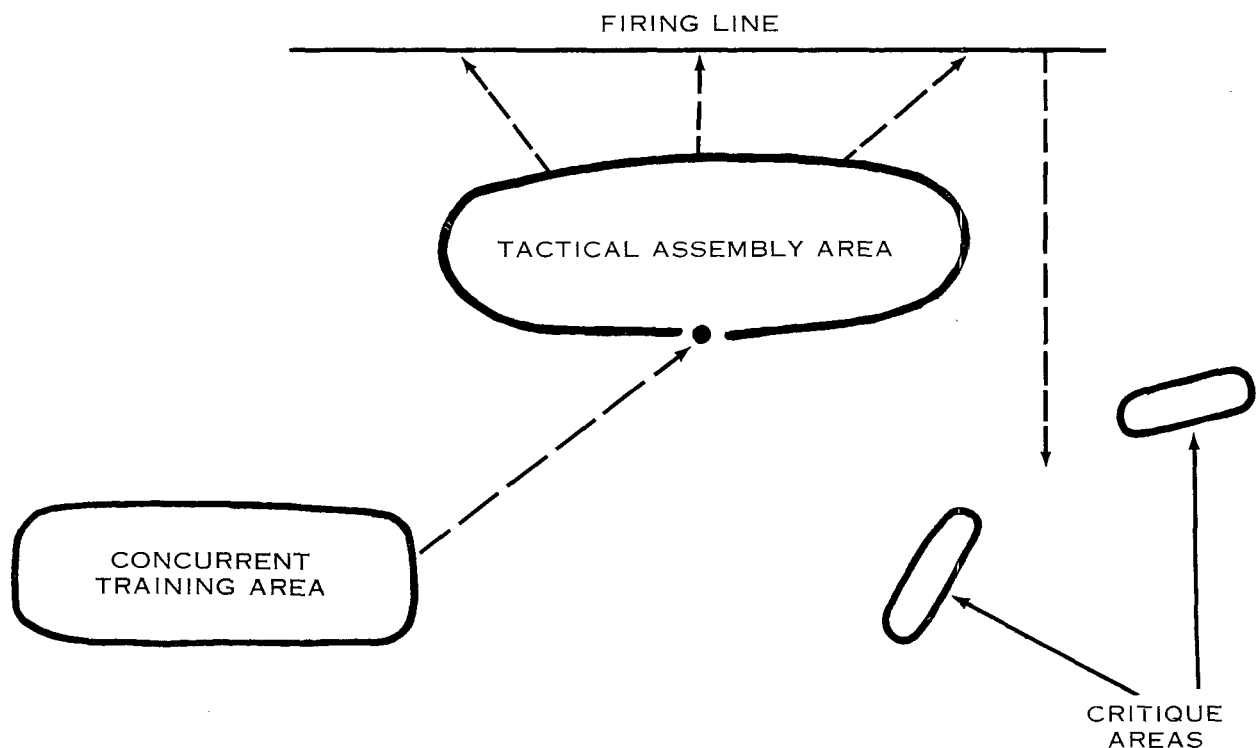 FIRING LINE
TACTICAL ASSEMBLY AREA
CONCURRENT
TRAINING AREA
CRITIQUE
AREAS